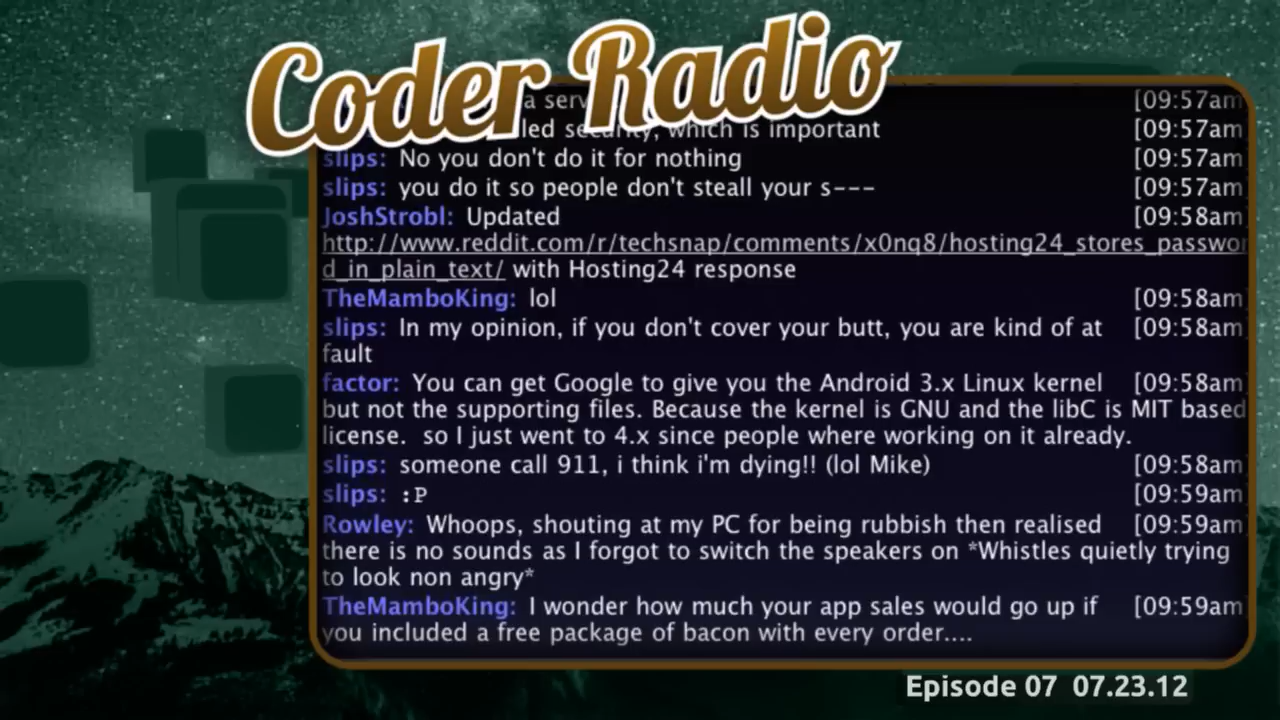 Coder Radio
a serv [09:57am
led security, which is important [09:57am
slips: No you don't do it for nothing [09:57am
slips: you do it so people don't steall your s--- [09:57am
JoshStrobl: Updated [09:58am
http://www.reddit.com/r/techsnap/comments/x0nq8/hosting24_stores_passwor
d_in_plain_text/ with Hosting24 response
TheMamboKing: lol [09:58am
slips: In my opinion, if you don't cover your butt, you are kind of at [09:58am
fault
factor: You can get Google to give you the Android 3.x Linux kernel [09:58am
but not the supporting files. Because the kernel is GNU and the libC is MIT based
license.  so I just went to 4.x since people where working on it already.
slips: someone call 911, i think i'm dying!! (lol Mike) [09:58am
slips: :P [09:59am
Rowley: Whoops, shouting at my PC for being rubbish then realised [09:59am
there is no sounds as I forgot to switch the speakers on *Whistles quietly trying
to look non angry*
TheMamboKing: I wonder how much your app sales would go up if [09:59am
you included a free package of bacon with every order....
Episode 07  07.23.12